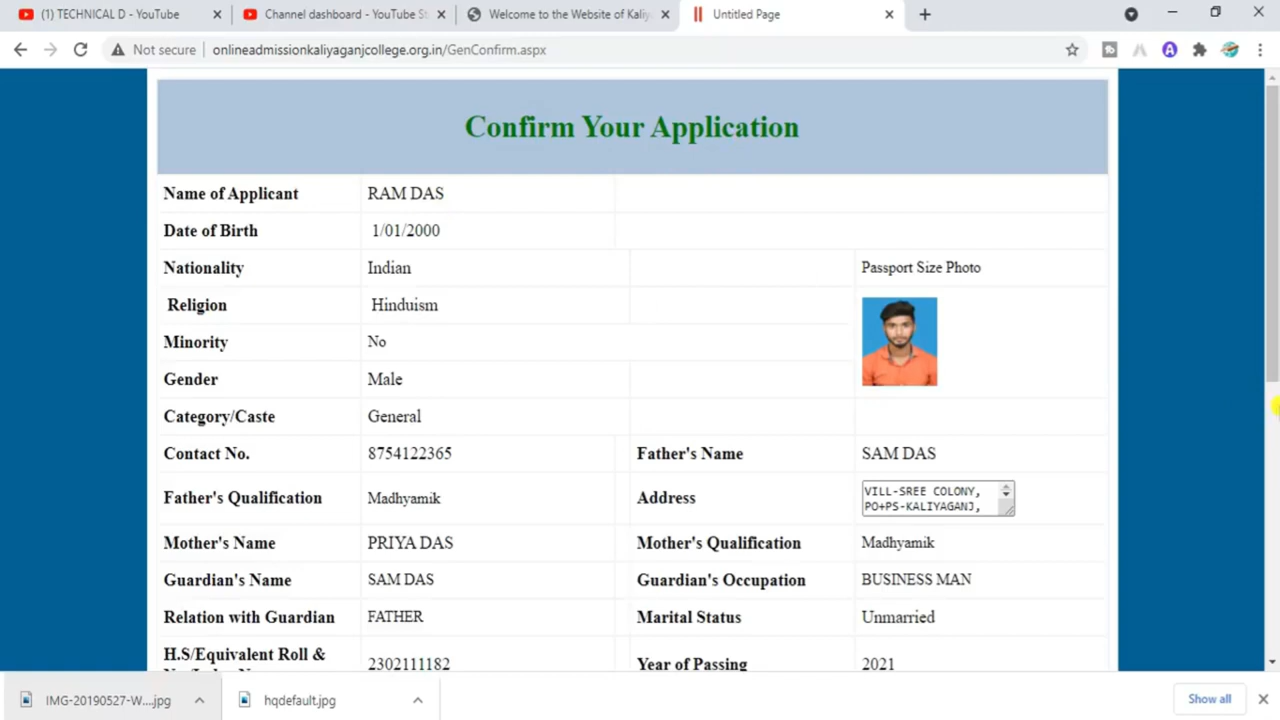 (1) TECHNICAL D - YouTube
Channel dashboard - YouTube St
Welcome to the Website of Kaliy
Untitled Page
Not secure
onlineadmissionkaliyaganjcollege.org.in/GenConfirm.aspx
Confirm Your Application
Name of Applicant RAM DAS
Date of Birth 1/01/2000
Nationality Indian Passport Size Photo
Religion Hinduism
Minority No
Gender Male
Category/Caste General
Contact No. 8754122365 Father's Name SAM DAS
Father's Qualification Madhyamik Address VILL-SREE COLONY,
PO+PS-KALIYAGANJ,
Mother's Name PRIYA DAS Mother's Qualification Madhyamik
Guardian's Name SAM DAS Guardian's Occupation BUSINESS MAN
Relation with Guardian FATHER Marital Status Unmarried
H.S/Equivalent Roll &
2302111182 Year of Passing 2021
IMG-20190527-W....jpg
hqdefault.jpg
Show all